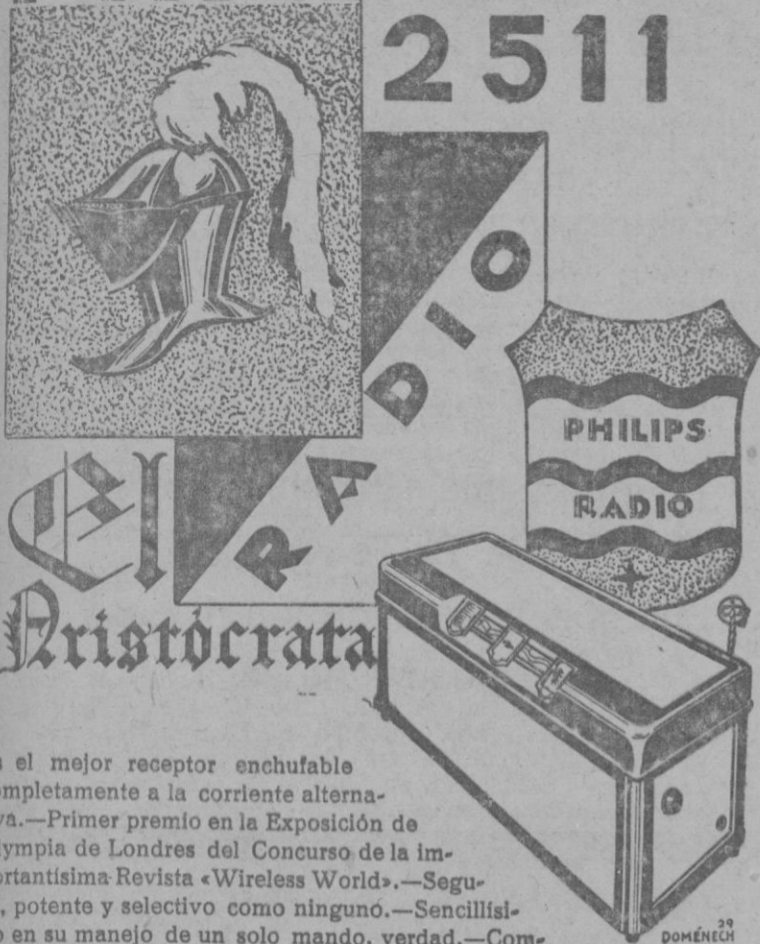 2511
RADIO
PHILIPS
RADIO
El
Aristócrata
el mejor receptor enchufable
completamente a la corriente alterna-
va.—Primer premio en la Exposición de
lympia de Londres del Concurso de la im-
ortantísima Revista «Wireless World».—Segu-
, potente y selectivo como ninguno.—Sencillísi-
o en su manejo de un solo mando, verdad.—Com-
29
DOMÉNECH